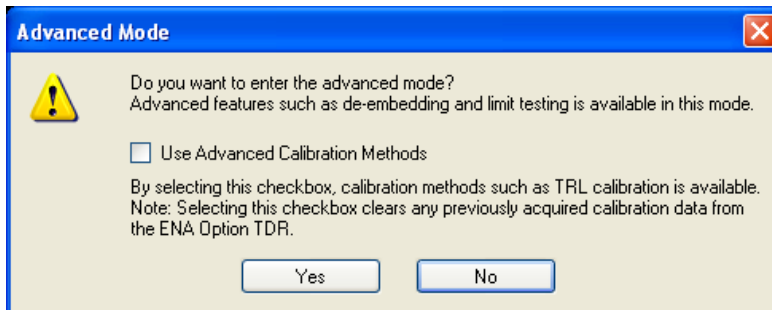 Advanced Mode
Do you want to enter the advanced mode?
Advanced features such as de-embedding and limit testing is available in this mode.
Use Advanced Calibration Methods
By selecting this checkbox, calibration methods such as TRL calibration is available.
Note: Selecting this checkbox clears any previously acquired calibration data from
the ENA Option TDR.
Yes
No